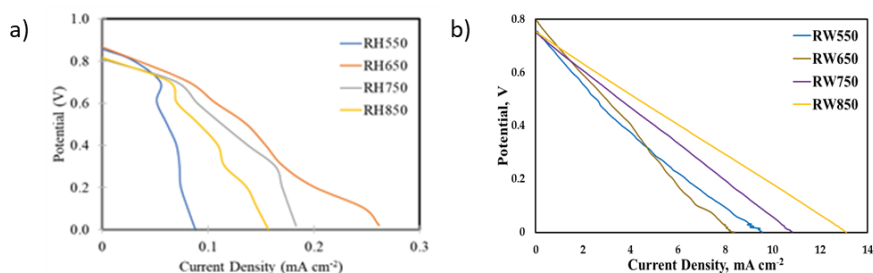 a)
1.0
0.8
0.6
0.4
0.2
0.0
Potential (V)
RH550
RH650
RH750
RH850
0
0.1
0.2
0.3
Current Density (mA cm-2)
b)
0.8
0.6
0.4
0.2
0
Potential, V
RW550
RW650
RW750
RW850
0 2 4 6 8 10 12 14
Current Density, mA cm-2